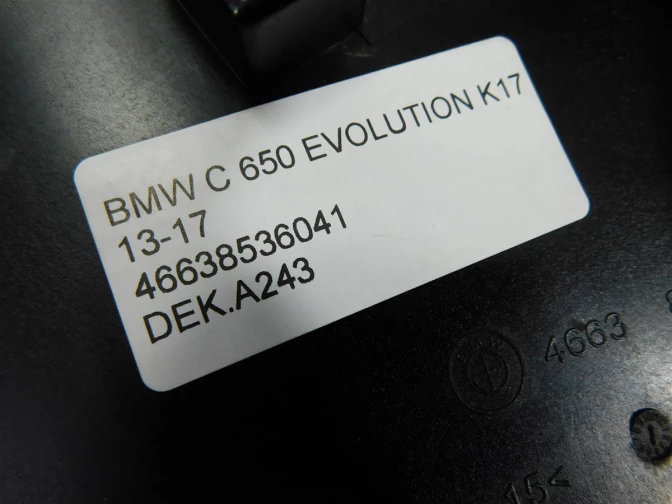 BMW C 650 EVOLUTION K17
13-17
46638536041
DEK.A243
4663
15<